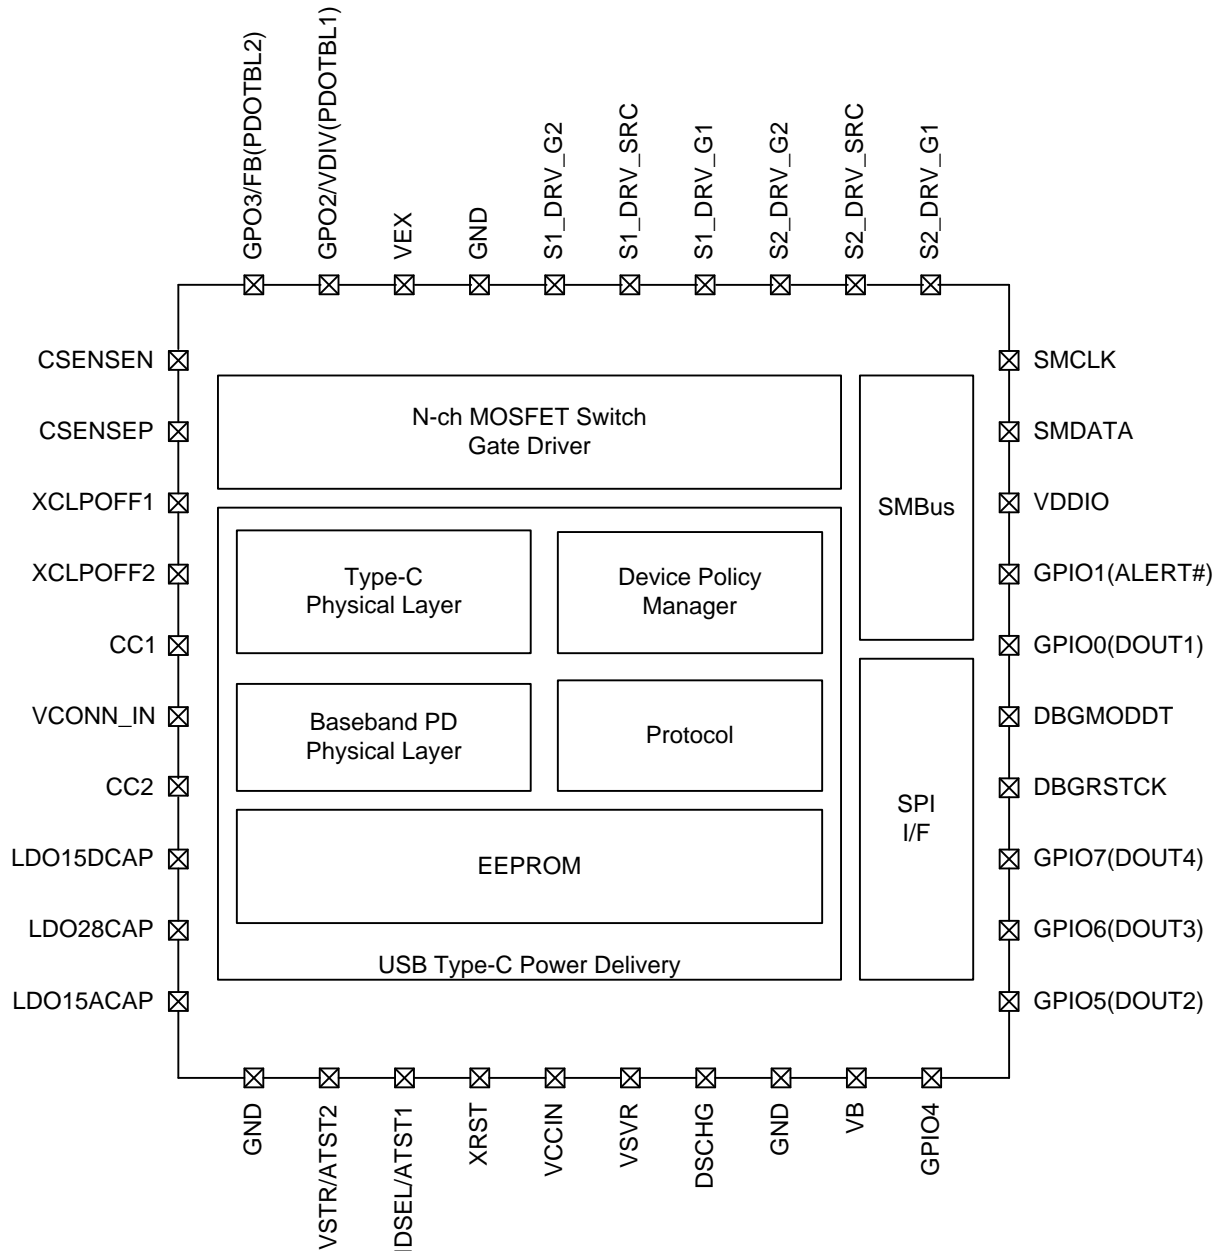 GPO3/FB(PDOTBL2)
GPO2/VDIV(PDOTBL1)
VEX
GND
S1_DRV_G2
S1_DRV_SRC
S1_DRV_G1
S2_DRV_G2
S2_DRV_SRC
S2_DRV_G1
CSENSEN
CSENSEP
XCLPOFF1
XCLPOFF2
CC1
VCONN_IN
CC2
LDO15DCAP
LDO28CAP
LDO15ACAP
N-ch MOSFET Switch
Gate Driver
Type-C
Physical Layer
Device Policy
Manager
Baseband PD
Physical Layer
Protocol
EEPROM
USB Type-C Power Delivery
SMBus
SPI
I/F
SMCLK
SMDATA
VDDIO
GPIO1(ALERT#)
GPIO0(DOUT1)
DBGMODDT
DBGRSTCK
GPIO7(DOUT4)
GPIO6(DOUT3)
GPIO5(DOUT2)
GND
VSTR/ATST2
IDSEL/ATST1
XRST
VCCIN
VSVR
DSCHG
GND
VB
GPIO4